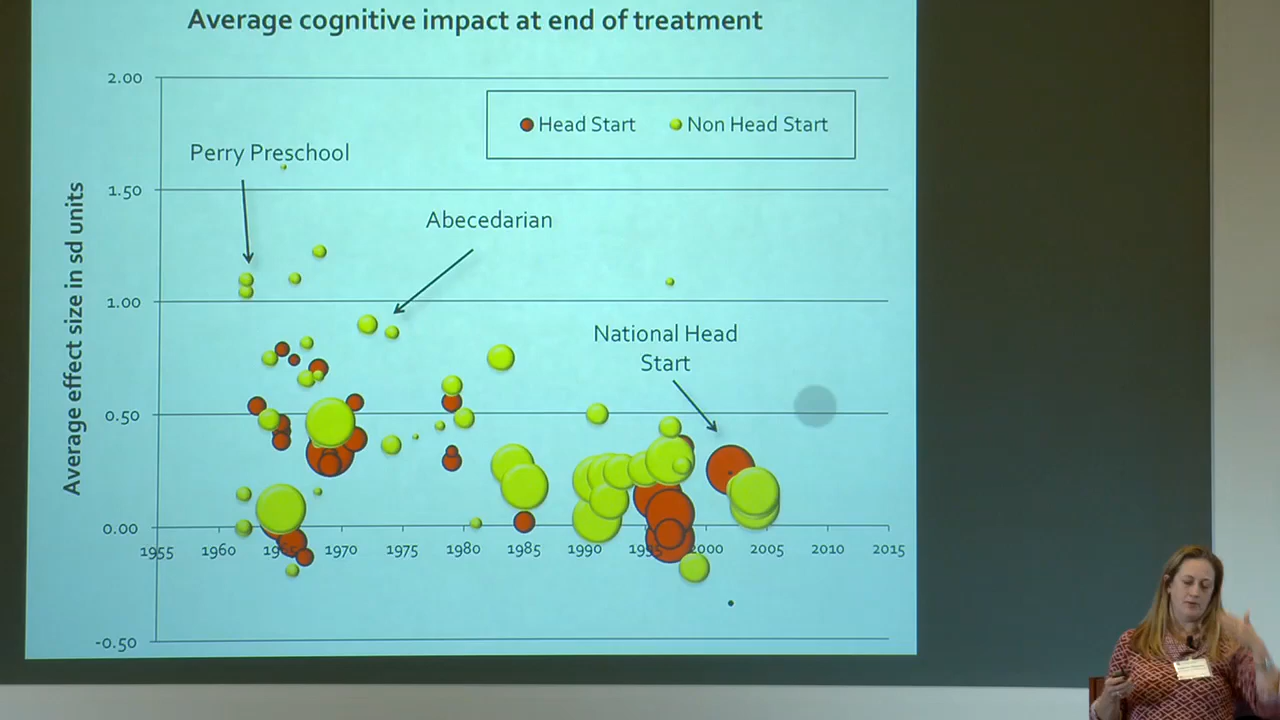 Average cognitive impact at end of treatment
Average effect size in sd units
2.00
Head Start
Non Head Start
Perry Preschool
1.50
Abecedarian
1.00
National Head
Start
0.50
0.00
1955
1960
1965
1970
1975
1980
1985
1990
1995
2000
2005
2010
2015
-0.50